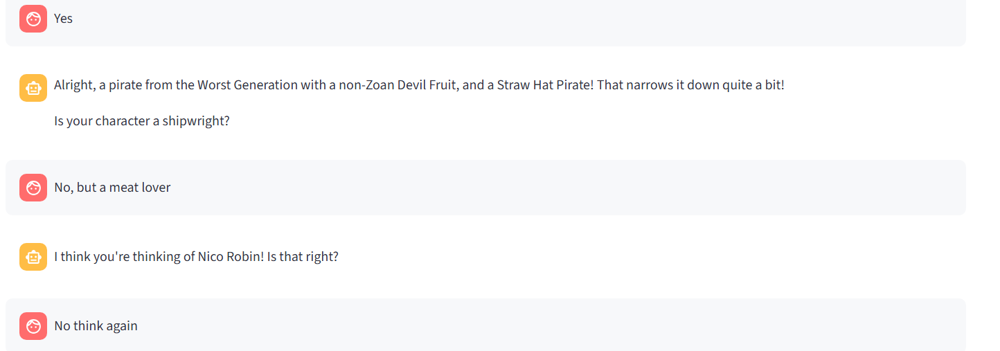 Yes
Alright, a pirate from the Worst Generation with a non-Zoan Devil Fruit, and a Straw Hat Pirate! That narrows it down quite a bit!
Is your character a shipwright?
No, but a meat lover
I think you're thinking of Nico Robin! Is that right?
No think again